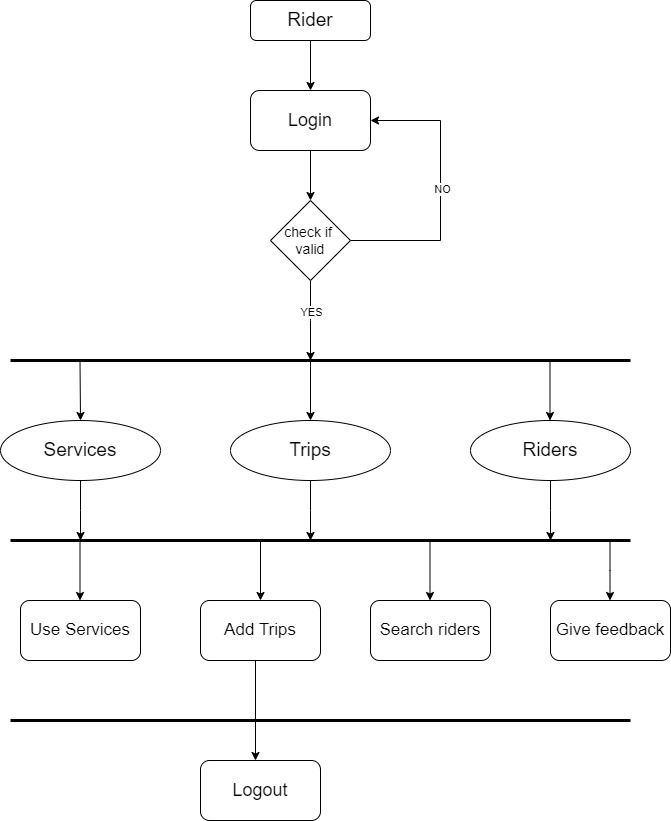 Rider
Login
NO
check if
valid
YES
Services
Trips
Riders
Use Services
Add Trips
Search riders
Give feedback
Logout